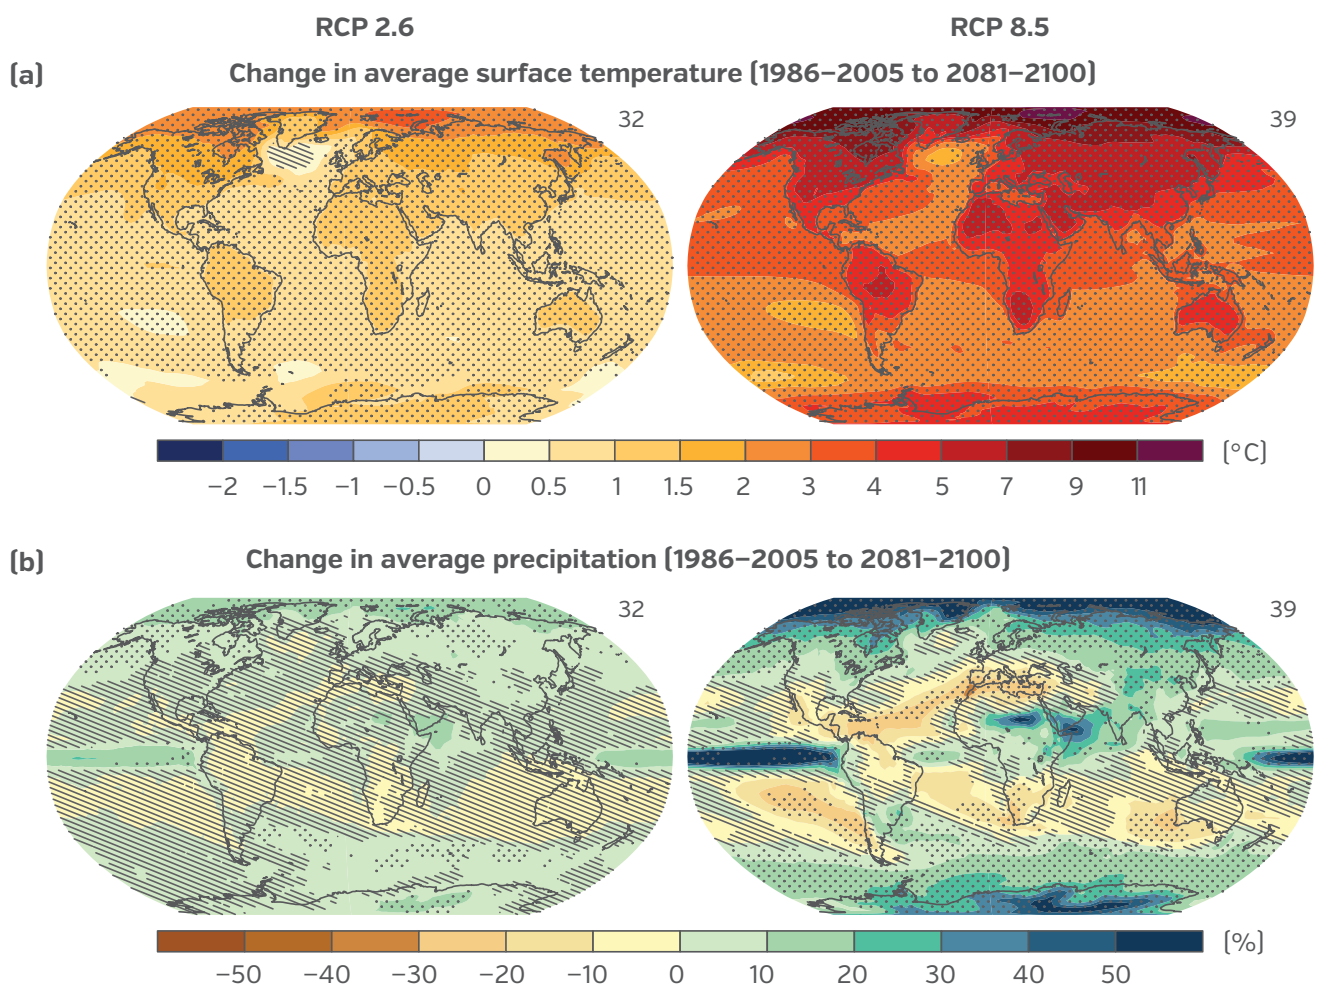 RCP 2.6 RCP 8.5
(a) Change in average surface temperature (1986–2005 to 2081–2100)
32 39
−2 −1.5 −1 −0.5 0 0.5 1 1.5 2 3 4 5 7 9 11 (°C)
(b) Change in average precipitation (1986–2005 to 2081–2100)
32 39
−50 −40 −30 −20 −10 0 10 20 30 40 50 (%)